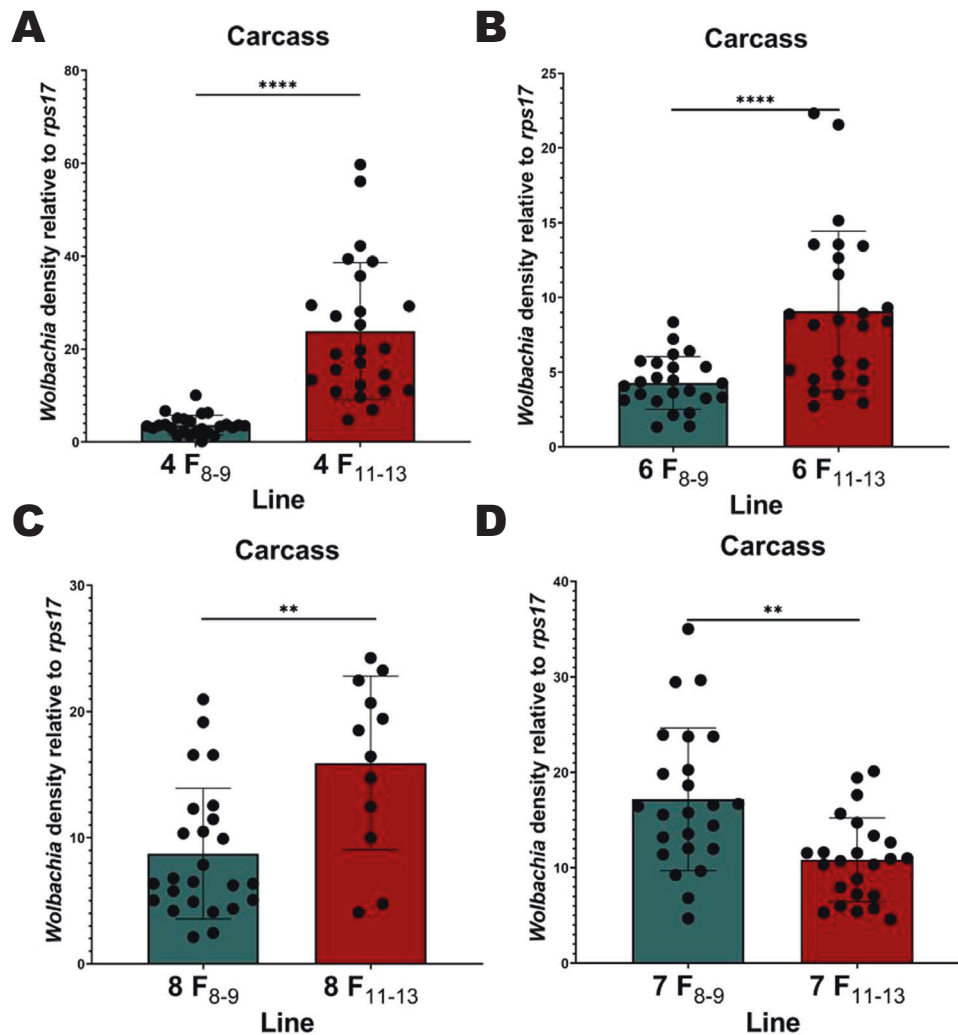 A
Carcass
Wolbachia density relative to rps17
80
60
40
20
0
****
4 F8-9
4 F11-13
Line
B
Carcass
Wolbachia density relative to rps17
25
20
15
10
5
0
****
6 F8-9
6 F11-13
Line
C
Carcass
Wolbachia density relative to rps17
30
20
10
0
**
8 F8-9
8 F11-13
Line
D
Carcass
Wolbachia density relative to rps17
40
30
20
10
0
**
7 F8-9
7 F11-13
Line